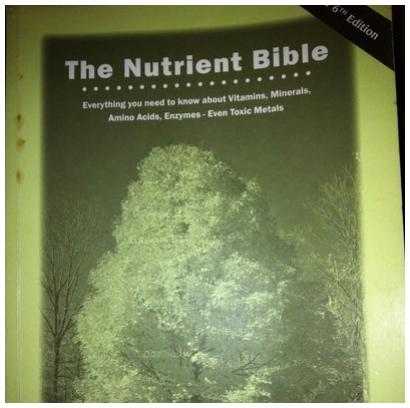 6TH Edition
The Nutrient Bible
Everything you need to know about Vitamins, Minerals,
Amino Acids, Enzymes - Even Toxic Metals